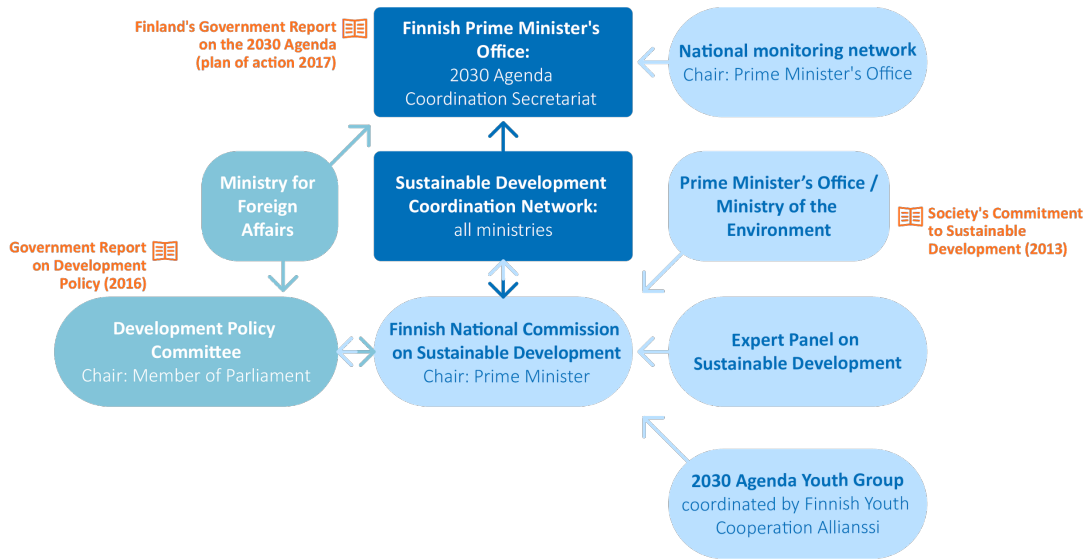 Finland's Government Report
on the 2030 Agenda
(plan of action 2017)
Finnish Prime Minister's
Office:
2030 Agenda
Coordination Secretariat
National monitoring network
Chair: Prime Minister's Office
Ministry for
Foreign
Affairs
Sustainable Development
Coordination Network:
all ministries
Prime Minister’s Office /
Ministry of the
Environment
Society's Commitment
to Sustainable
Development (2013)
Government Report
on Development
Policy (2016)
Development Policy
Committee
Chair: Member of Parliament
Finnish National Commission
on Sustainable Development
Chair: Prime Minister
Expert Panel on
Sustainable Development
2030 Agenda Youth Group
coordinated by Finnish Youth
Cooperation Allianssi